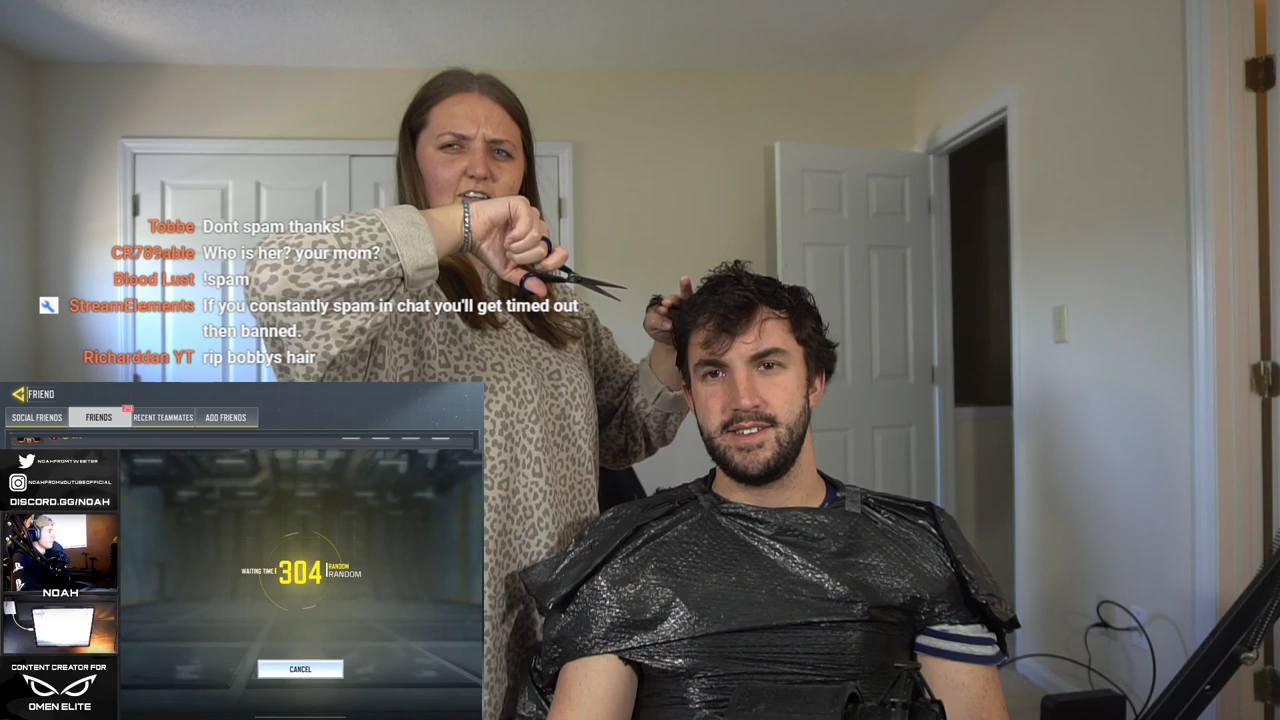 Tobbe Dont spam thanks!
CR789able Who is her? your mom?
Blood Lust !spam
StreamElements If you constantly spam in chat you'll get timed out
then banned.
Richarddan YT rip bobbys hair
FRIEND
SOCIAL FRIENDS FRIENDS RECENT TEAMMATES ADD FRIENDS
NOAHFROMTWEETER
NOAHFROMYOUTUBEOFFICIAL
DISCORD.GG/NOAH
NOAH
WAITING TIME 304 RANDOM
RANDOM
CANCEL
CONTENT CREATOR FOR
OMEN ELITE